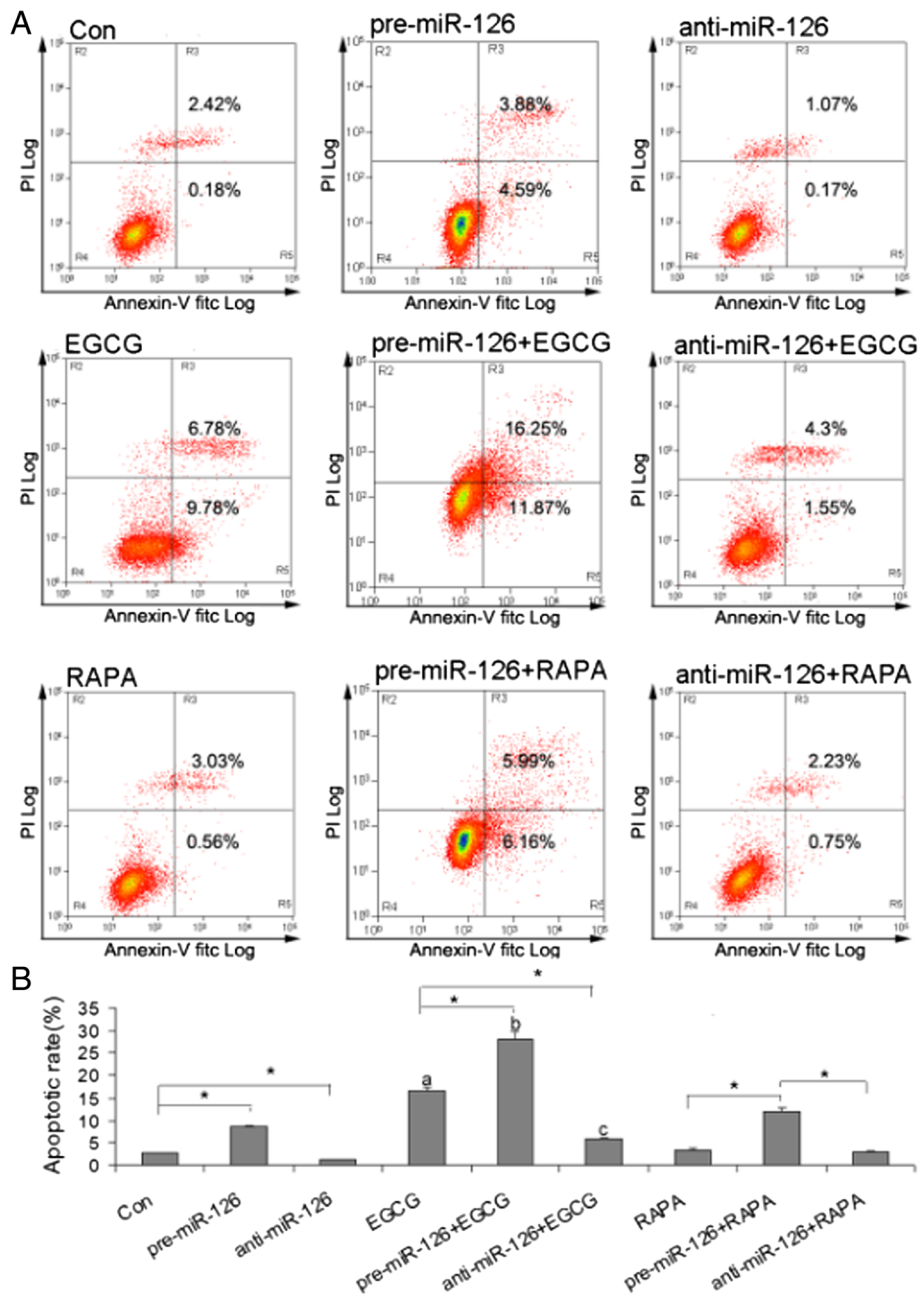 A
Con
R2 R3
2.42%
0.18%
R4 R5
PI Log
Annexin-V fitc Log
pre-miR-126
R2 R3
3.88%
4.59%
R4 R5
PI Log
Annexin-V fitc Log
anti-miR-126
R2 R3
1.07%
0.17%
R4 R5
PI Log
Annexin-V fitc Log
EGCG
R2 R3
6.78%
9.78%
R4 R5
PI Log
Annexin-V fitc Log
pre-miR-126+EGCG
R2 R3
16.25%
11.87%
R4 R5
PI Log
Annexin-V fitc Log
anti-miR-126+EGCG
R2 R3
4.3%
1.55%
R4 R5
PI Log
Annexin-V fitc Log
RAPA
R2 R3
3.03%
0.56%
R4 R5
PI Log
Annexin-V fitc Log
pre-miR-126+RAPA
R2 R3
5.99%
6.16%
R4 R5
PI Log
Annexin-V fitc Log
anti-miR-126+RAPA
R2 R3
2.23%
0.75%
R4 R5
PI Log
Annexin-V fitc Log
B
Apoptotic rate(%)
35
30
25
20
15
10
5
0
* * * * * *
a
b
c
Con
pre-miR-126
anti-miR-126
EGCG
pre-miR-126+EGCG
anti-miR-126+EGCG
RAPA
pre-miR-126+RAPA
anti-miR-126+RAPA